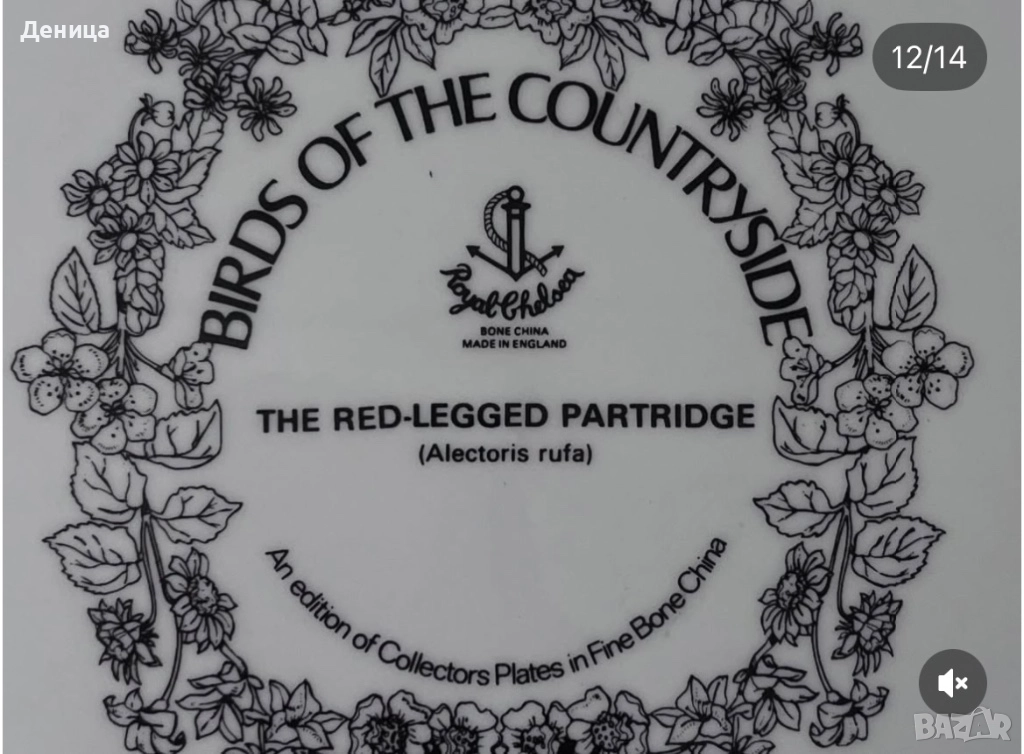 Деница
12/14
BIRDS OF THE COUNTRYSIDE
Royal Chelsea
BONE CHINA
MADE IN ENGLAND
THE RED-LEGGED PARTRIDGE
(Alectoris rufa)
An edition of Collectors Plates in Fine Bone China
BAZAR